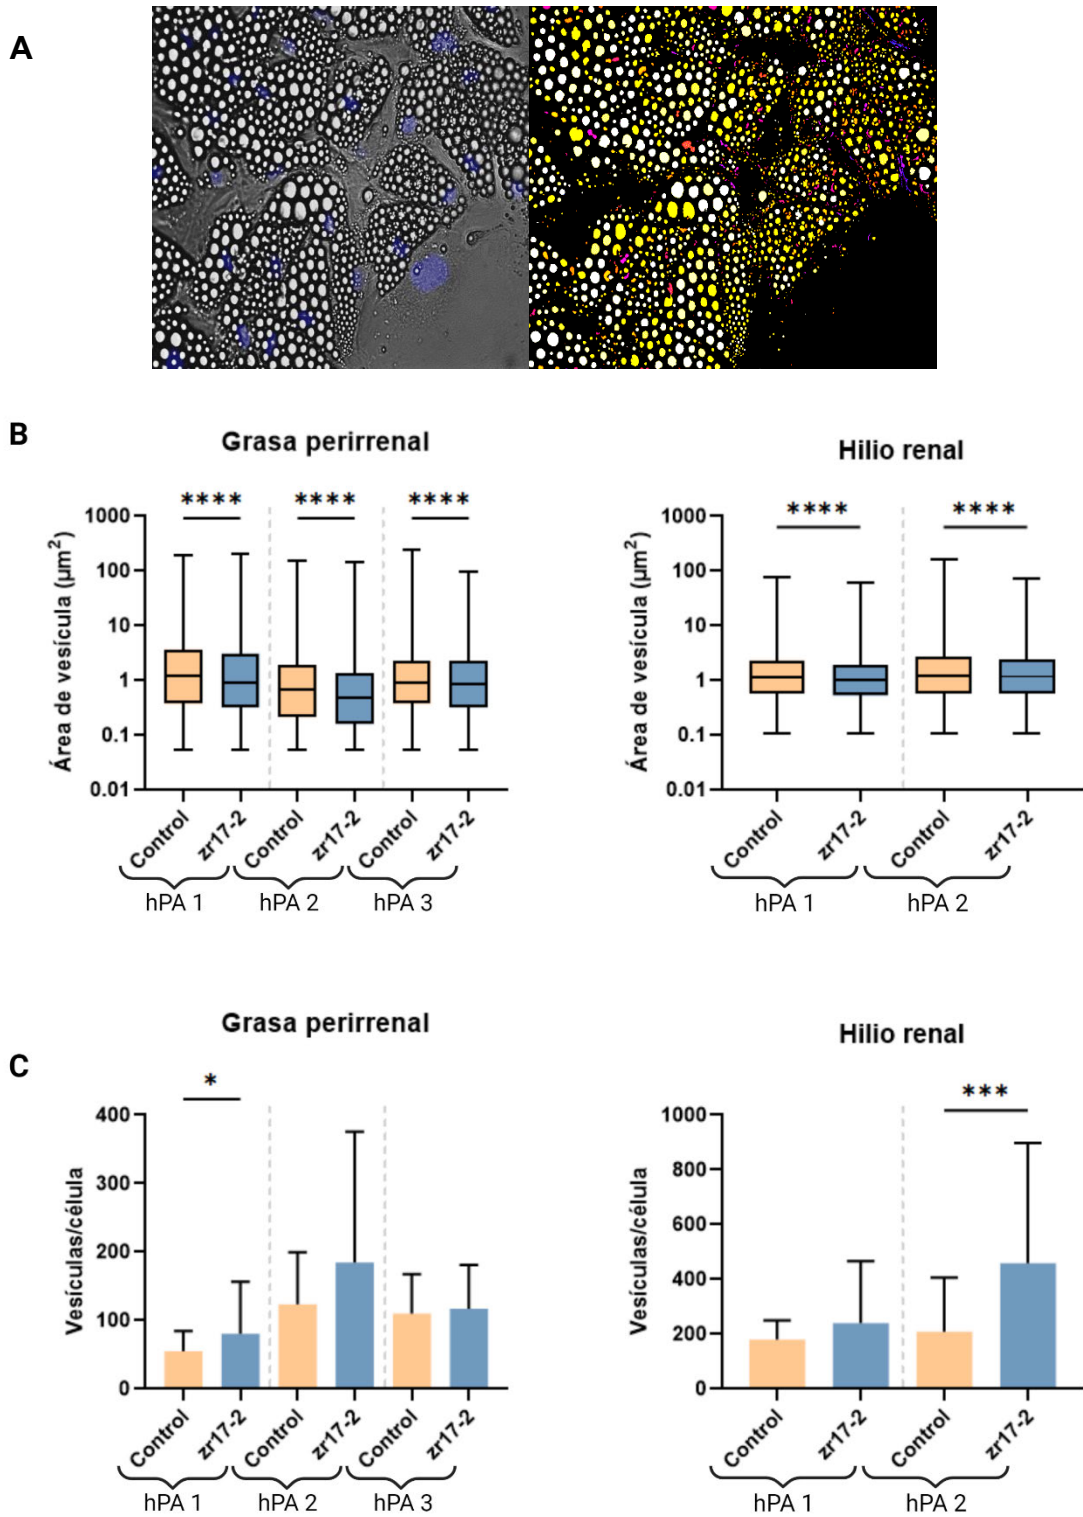 A
B
Grasa perirrenal
**** **** ****
Área de vesícula (µm²)
1000
100
10
1
0.1
0.01
Control zr17-2 Control zr17-2 Control zr17-2
hPA 1 hPA 2 hPA 3
Hilio renal
**** ****
Área de vesícula (µm²)
1000
100
10
1
0.1
0.01
Control zr17-2 Control zr17-2
hPA 1 hPA 2
C
Grasa perirrenal
*
Vesículas/célula
400
300
200
100
0
Control zr17-2 Control zr17-2 Control zr17-2
hPA 1 hPA 2 hPA 3
Hilio renal
***
Vesículas/célula
1000
800
600
400
200
0
Control zr17-2 Control zr17-2
hPA 1 hPA 2